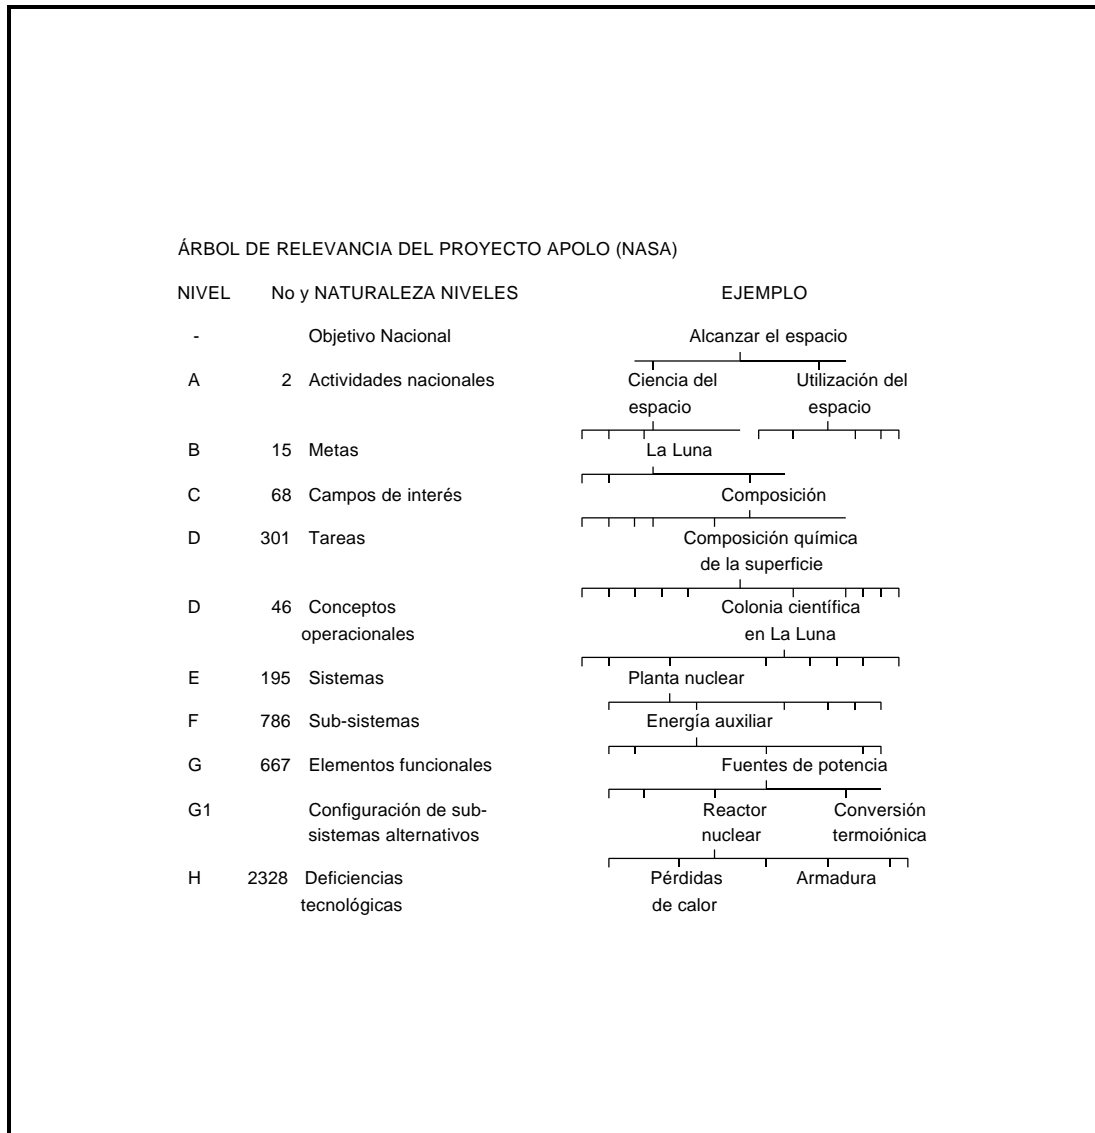 ÁRBOL DE RELEVANCIA DEL PROYECTO APOLO (NASA)
NIVEL No y NATURALEZA NIVELES EJEMPLO
- Objetivo Nacional Alcanzar el espacio
A 2 Actividades nacionales Ciencia del Utilización del
espacio espacio
B 15 Metas La Luna
C 68 Campos de interés Composición
D 301 Tareas Composición química
de la superficie
D 46 Conceptos Colonia científica
operacionales en La Luna
E 195 Sistemas Planta nuclear
F 786 Sub-sistemas Energía auxiliar
G 667 Elementos funcionales Fuentes de potencia
G1 Configuración de sub- Reactor Conversión
sistemas alternativos nuclear termoiónica
H 2328 Deficiencias Pérdidas Armadura
tecnológicas de calor